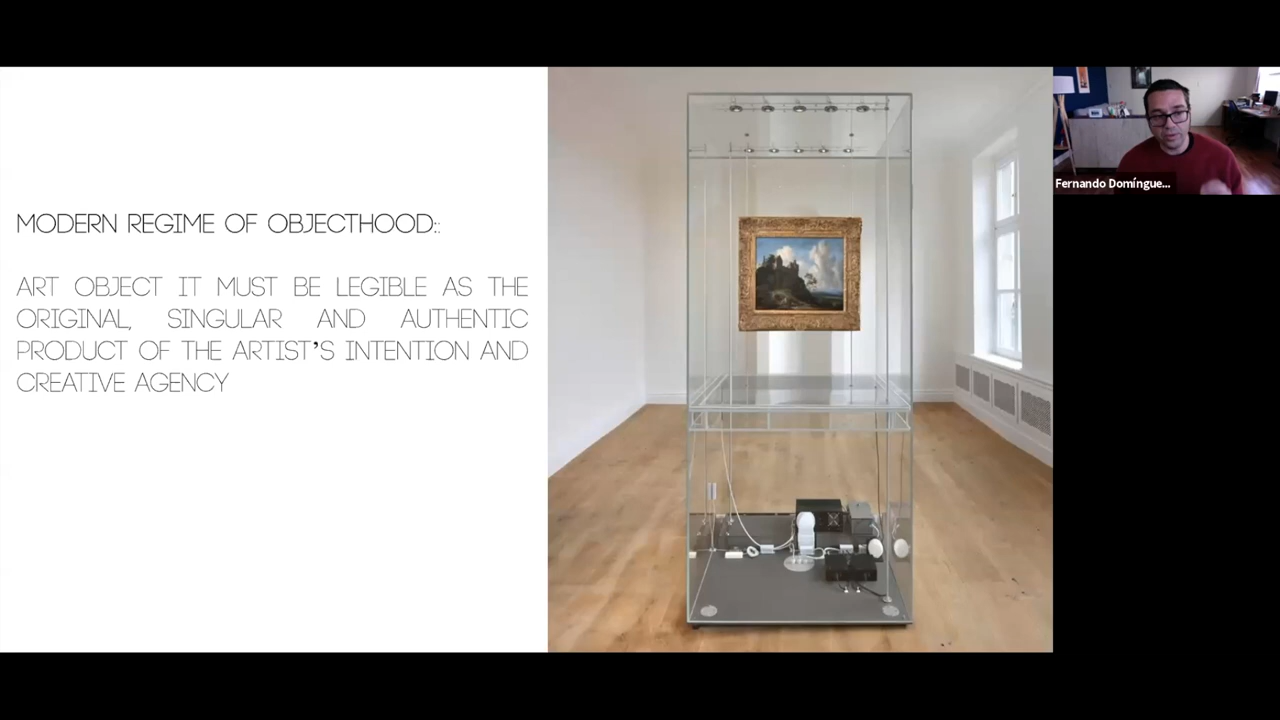 MODERN REGIME OF OBJECTHOOD::
ART OBJECT IT MUST BE LEGIBLE AS THE
ORIGINAL, SINGULAR AND AUTHENTIC
PRODUCT OF THE ARTIST’S INTENTION AND
CREATIVE AGENCY
Fernando Domíngue...